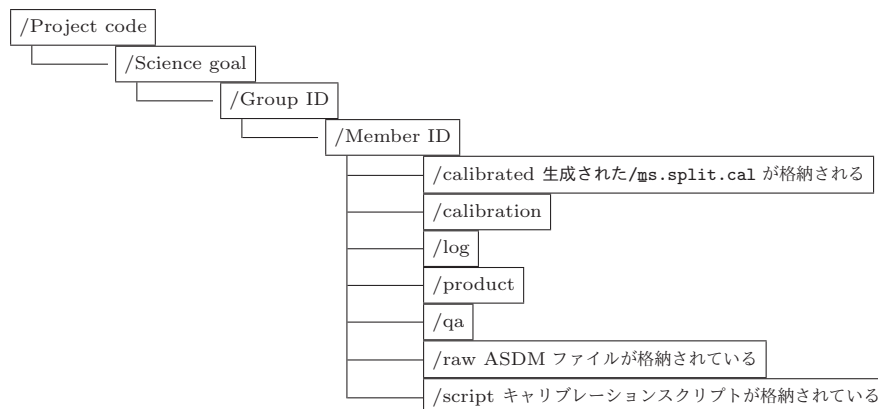 /Project code
/Science goal
/Group ID
/Member ID
/calibrated 生成された/ms.split.cal が格納される
/calibration
/log
/product
/qa
/raw ASDM ファイルが格納されている
/script キャリブレーションスクリプトが格納されている